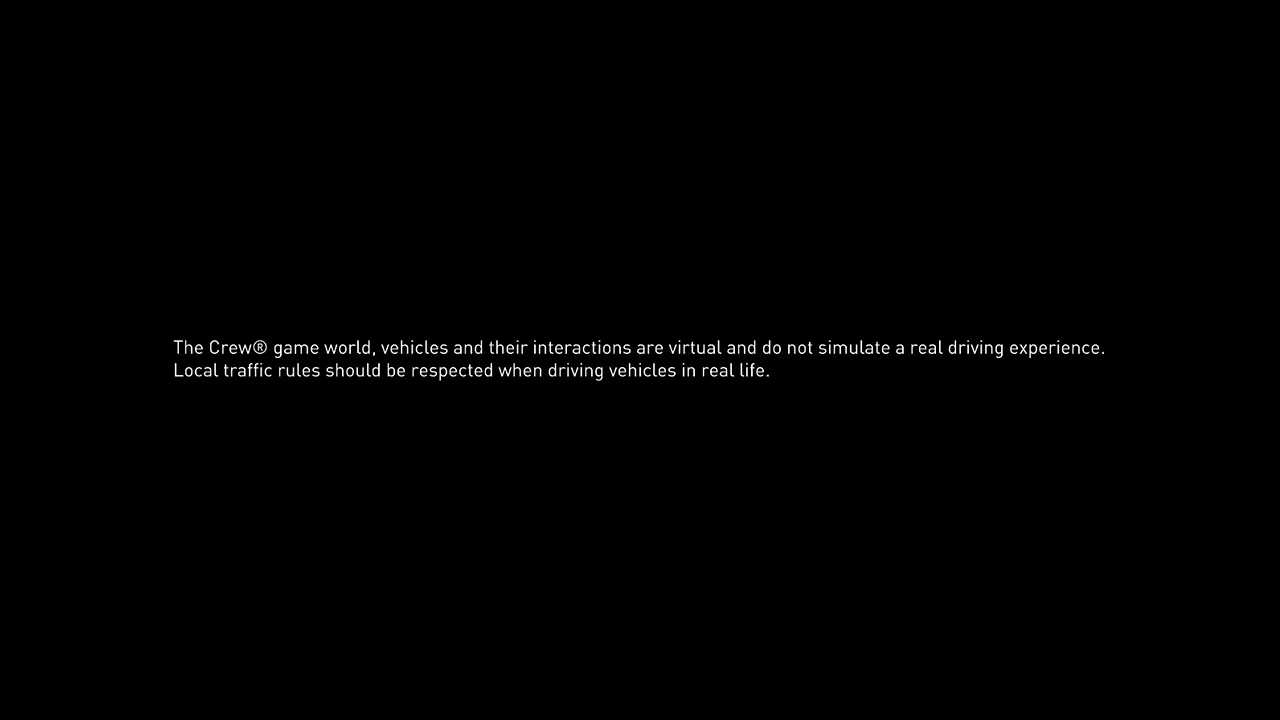 The Crew® game world, vehicles and their interactions are virtual and do not simulate a real driving experience.
Local traffic rules should be respected when driving vehicles in real life.